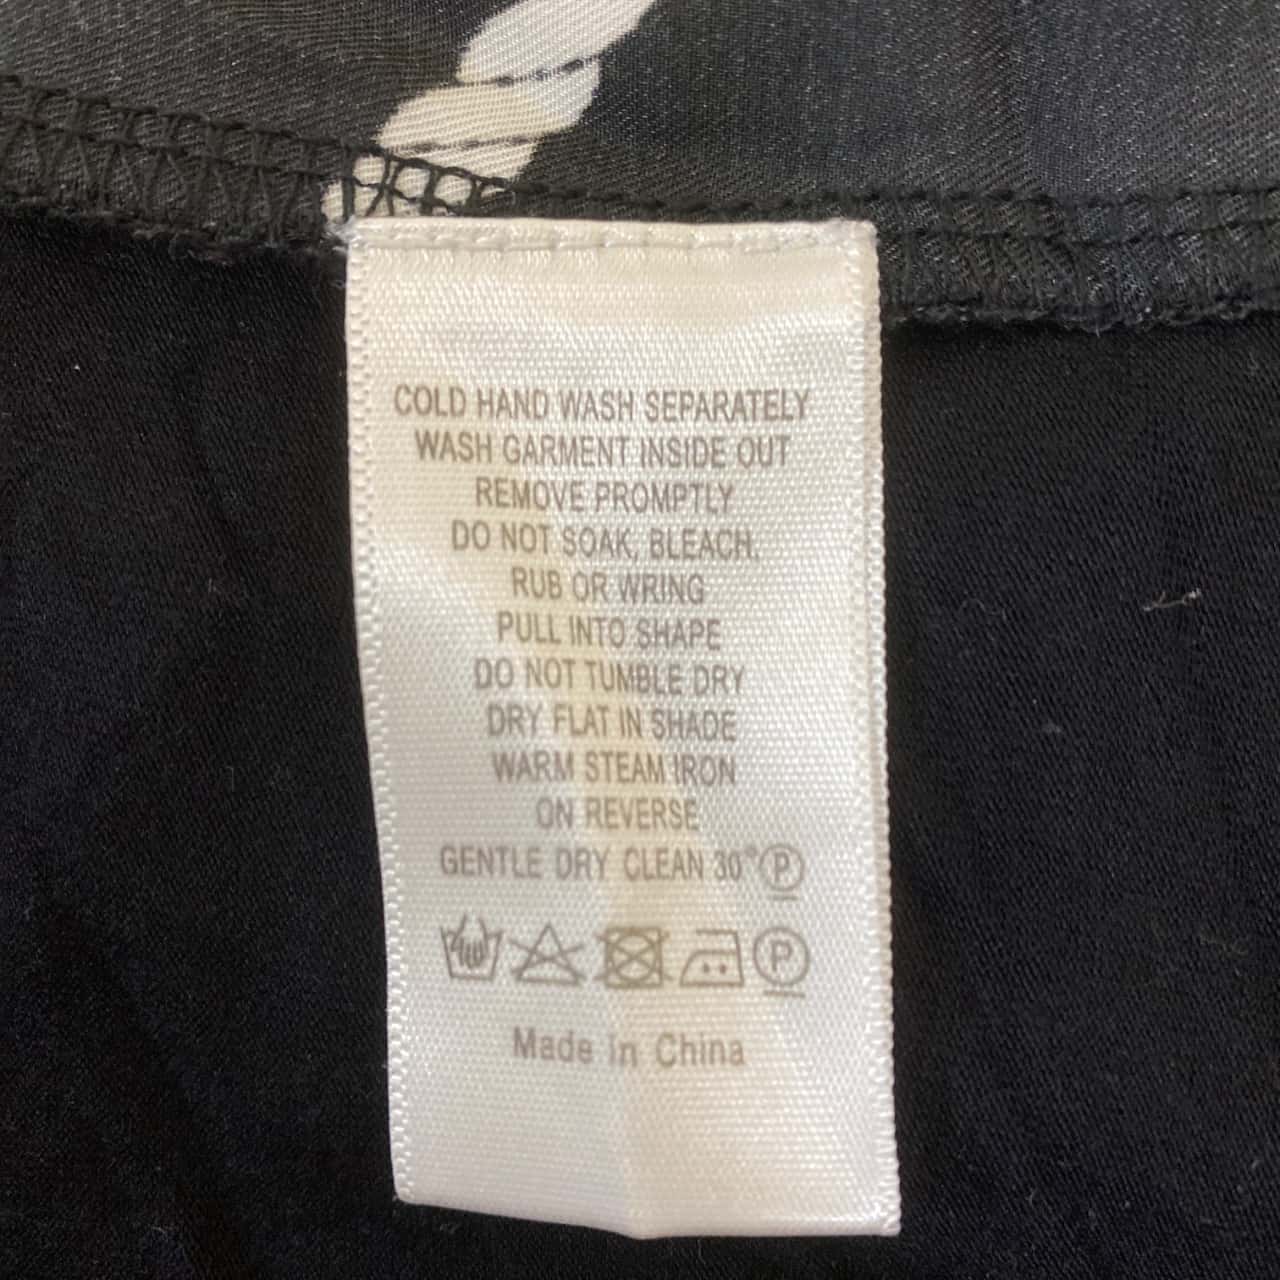 COLD HAND WASH SEPARATELY
WASH GARMENT INSIDE OUT
REMOVE PROMPTLY
DO NOT SOAK, BLEACH,
RUB OR WRING
PULL INTO SHAPE
DO NOT TUMBLE DRY
DRY FLAT IN SHADE
WARM STEAM IRON
ON REVERSE
GENTLE DRY CLEAN 30° P
P
Made in China